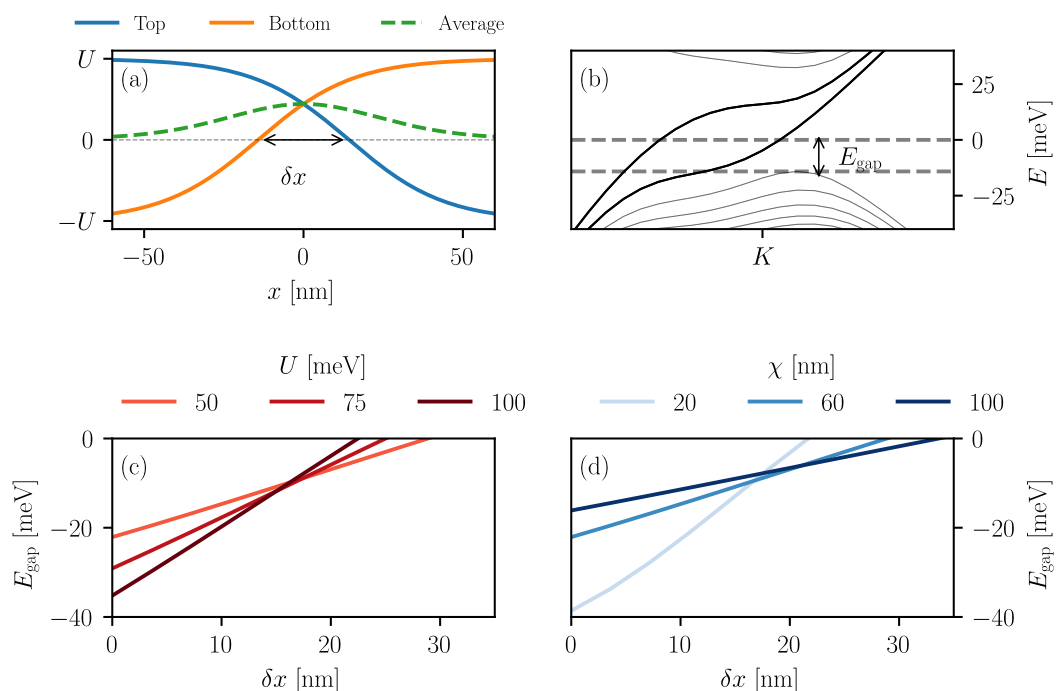 Top Bottom Average
U
0
−U
(a)
δx
−50 0 50
x [nm]
(b)
E_gap
25
0
−25
E [meV]
K
U [meV]
50 75 100
(c)
0
−20
−40
E_gap [meV]
0 10 20 30
δx [nm]
χ [nm]
20 60 100
(d)
0
−20
−40
E_gap [meV]
0 10 20 30
δx [nm]